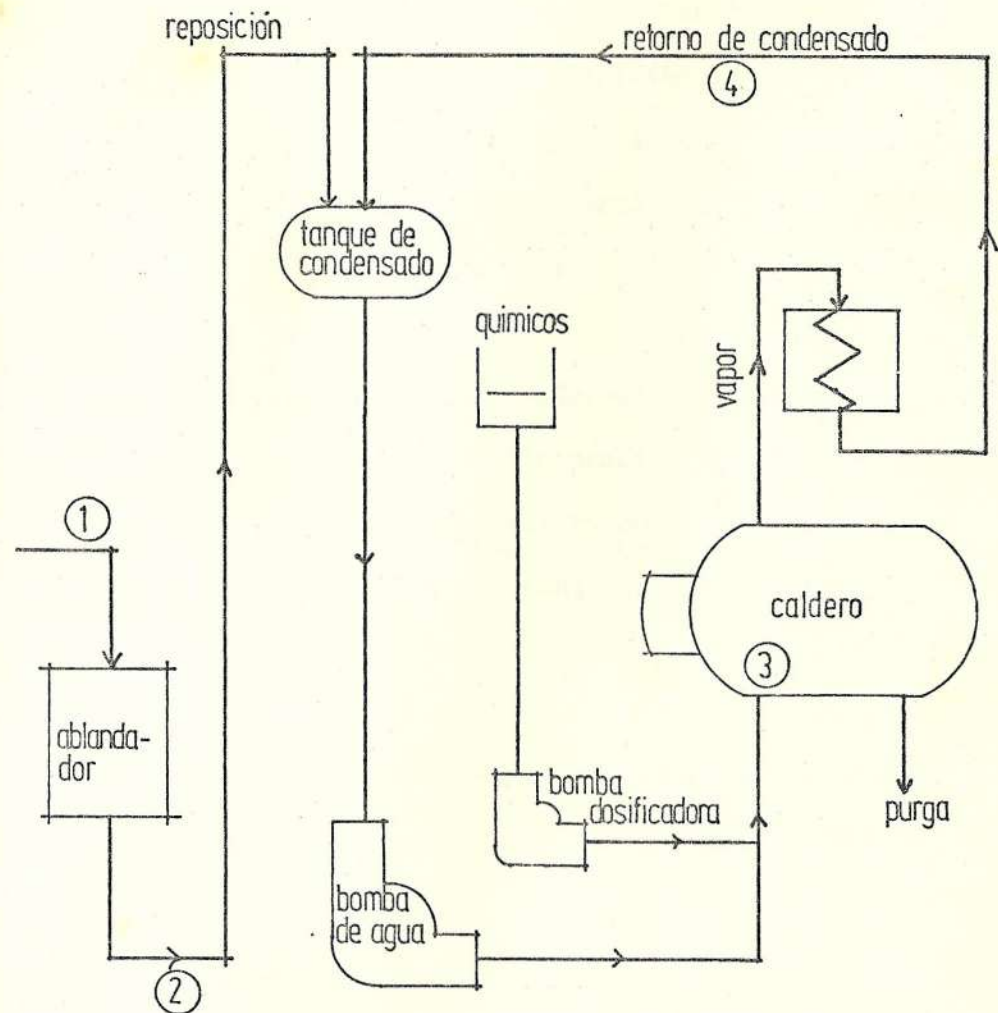 reposición
retorno de condensado
4
tanque de
condensado
quimicos
vapor
1
caldero
3
ablanda-
dor
bomba
dosificadora
purga
bomba
de agua
2